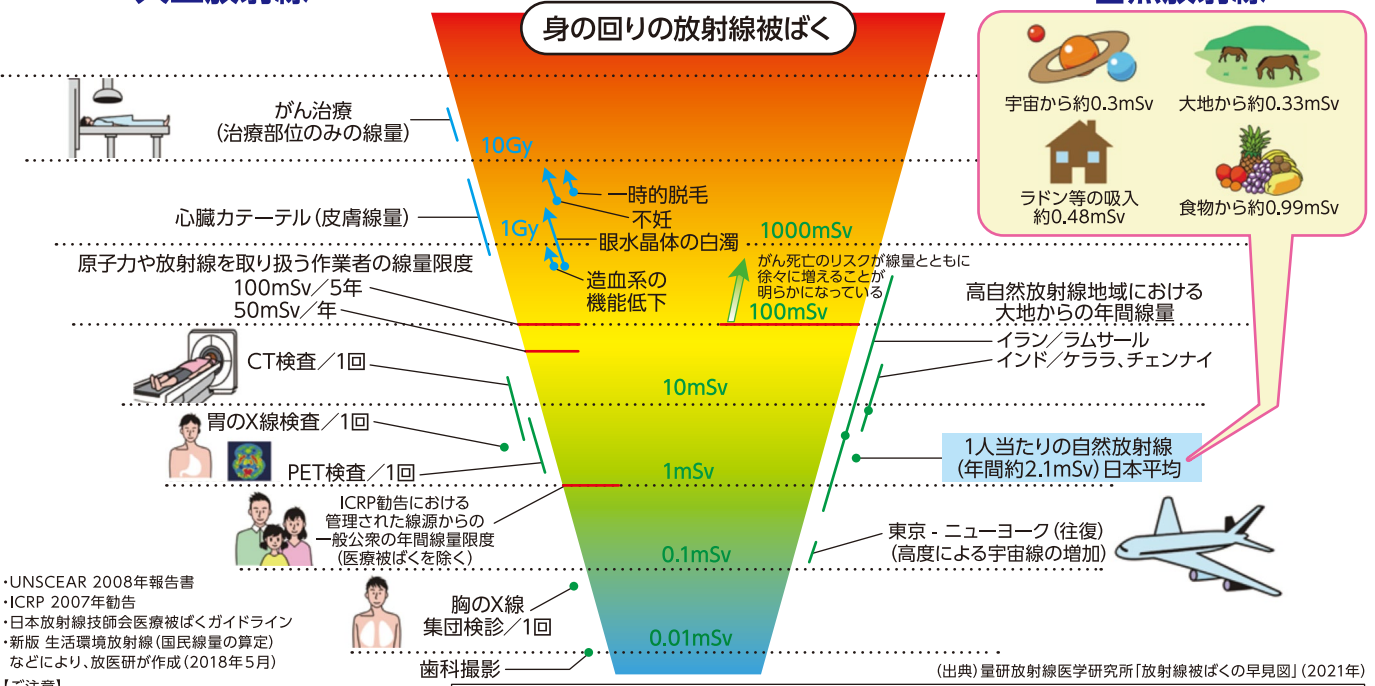 身の回りの放射線被ばく
がん治療
(治療部位のみの線量)
心臓カテーテル(皮膚線量)
原子力や放射線を取り扱う作業者の線量限度
100mSv/5年
50mSv/年
CT検査/1回
胃のX線検査/1回
PET検査/1回
ICRP勧告における
管理された線源からの
一般公衆の年間線量限度
(医療被ばくを除く)
胸のX線
集団検診/1回
歯科撮影
10Gy
1Gy
一時的脱毛
不妊
眼水晶体の白濁
造血系の
機能低下
1000mSv
がん死亡のリスクが線量とともに
徐々に増えることが
明らかになっている
100mSv
10mSv
1mSv
0.1mSv
0.01mSv
宇宙から約0.3mSv
大地から約0.33mSv
ラドン等の吸入
約0.48mSv
食物から約0.99mSv
高自然放射線地域における
大地からの年間線量
イラン/ラムサール
インド/ケララ、チェンナイ
1人当たりの自然放射線
(年間約2.1mSv)日本平均
東京 - ニューヨーク(往復)
(高度による宇宙線の増加)
・UNSCEAR 2008年報告書
・ICRP 2007年勧告
・日本放射線技師会医療被ばくガイドライン
・新版 生活環境放射線(国民線量の算定)
などにより、放医研が作成(2018年5月)
【ご注意】
(出典)量研放射線医学研究所「放射線被ばくの早見図」(2021年)